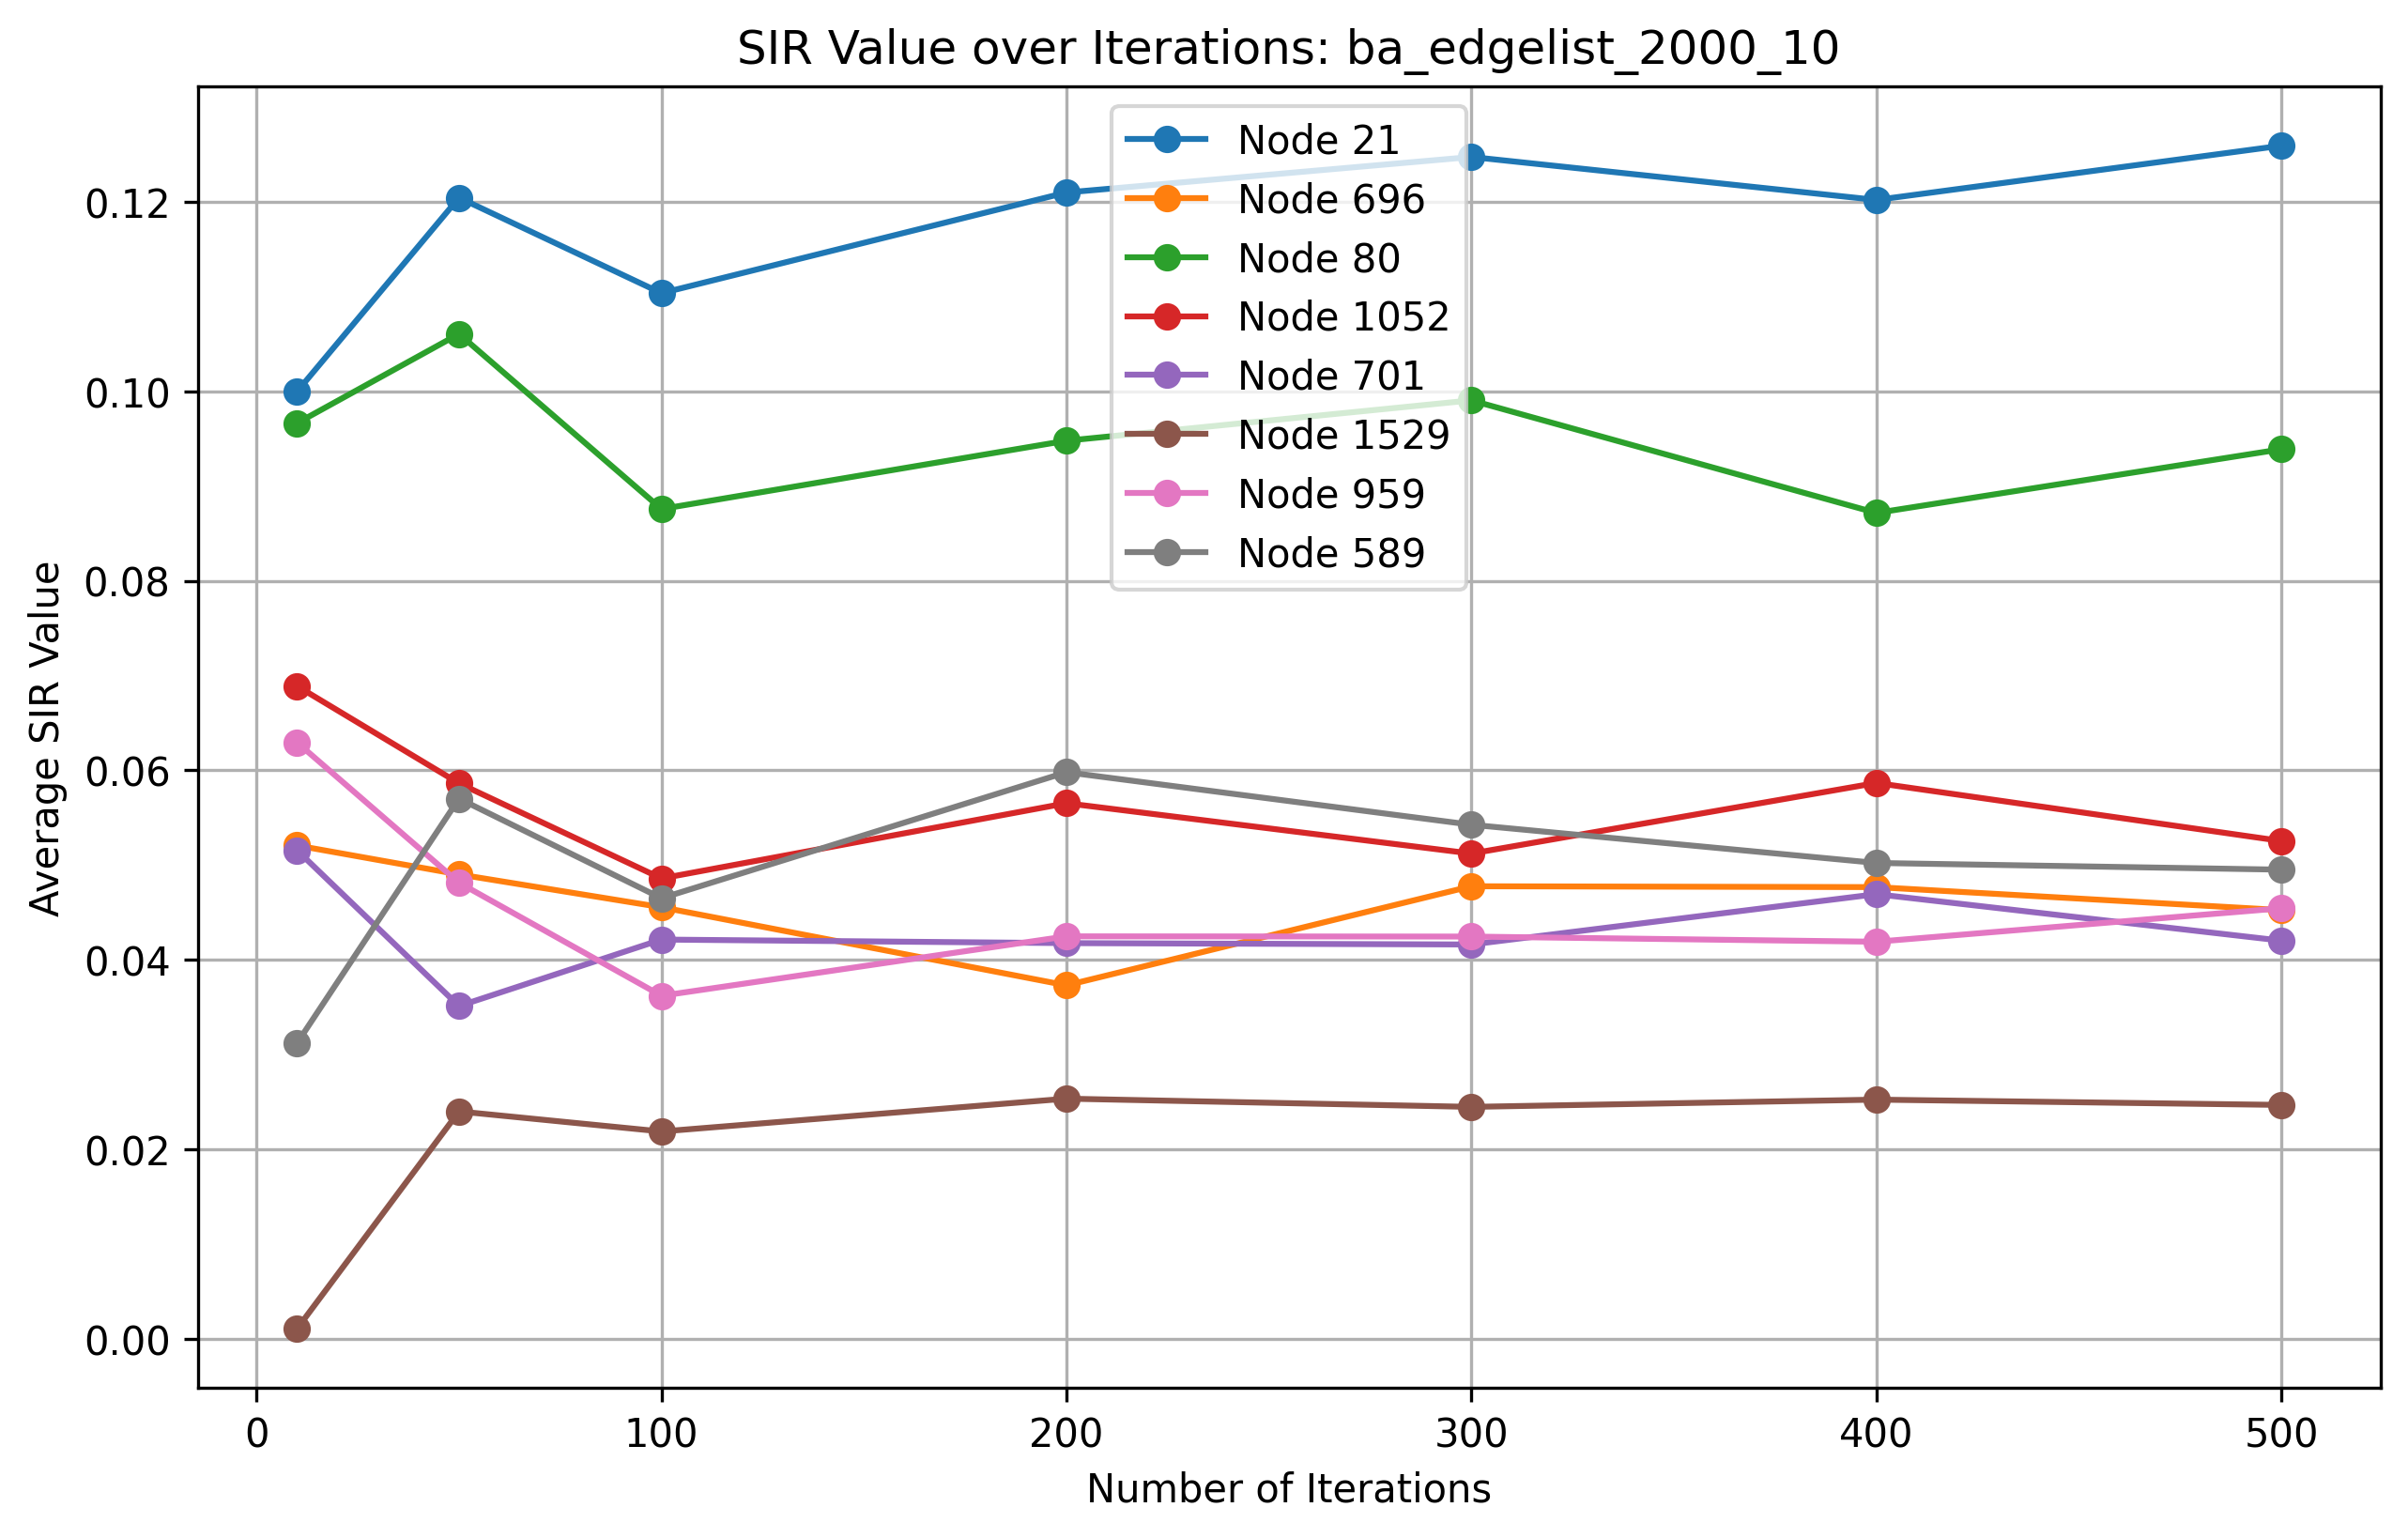 SIR Value over Iterations: ba_edgelist_2000_10
Node 21
Node 696
Node 80
Node 1052
Node 701
Node 1529
Node 959
Node 589
Average SIR Value
0.12
0.10
0.08
0.06
0.04
0.02
0.00
0 100 200 300 400 500
Number of Iterations